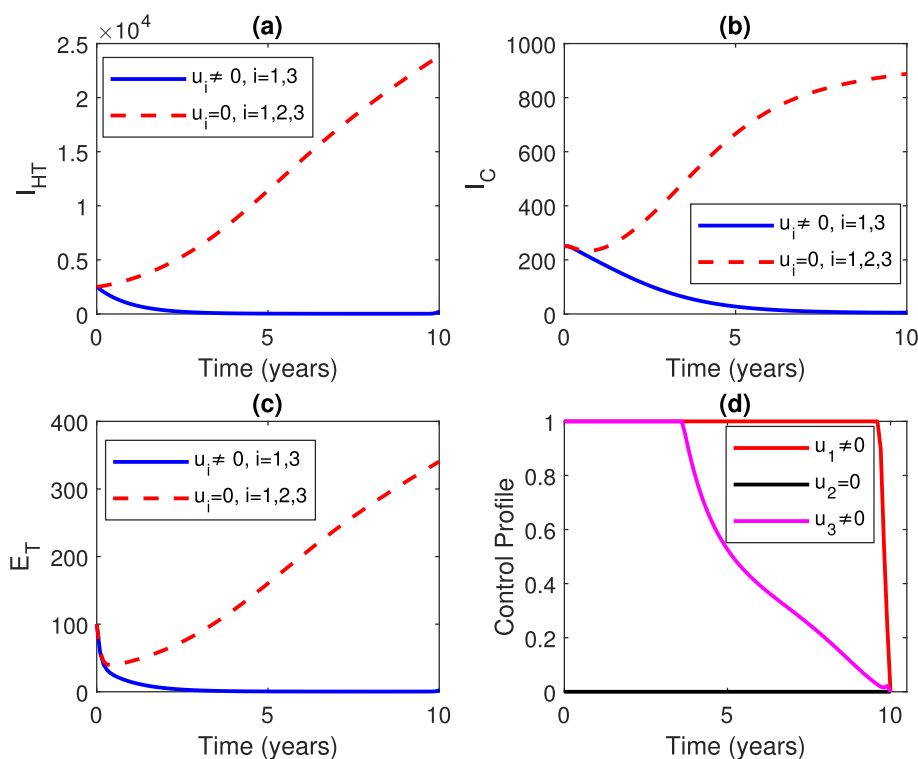 (a)
×10⁴
2.5
2
1.5
1
0.5
0
I_HT
u_i ≠ 0, i=1,3
u_i=0, i=1,2,3
0 5 10
Time (years)
(b)
1000
800
600
400
200
0
I_C
u_i ≠ 0, i=1,3
u_i=0, i=1,2,3
0 5 10
Time (years)
(c)
400
300
200
100
0
E_T
u_i ≠ 0, i=1,3
u_i=0, i=1,2,3
0 5 10
Time (years)
(d)
1
0.8
0.6
0.4
0.2
0
Control Profile
u_1≠0
u_2=0
u_3≠0
0 5 10
Time (years)